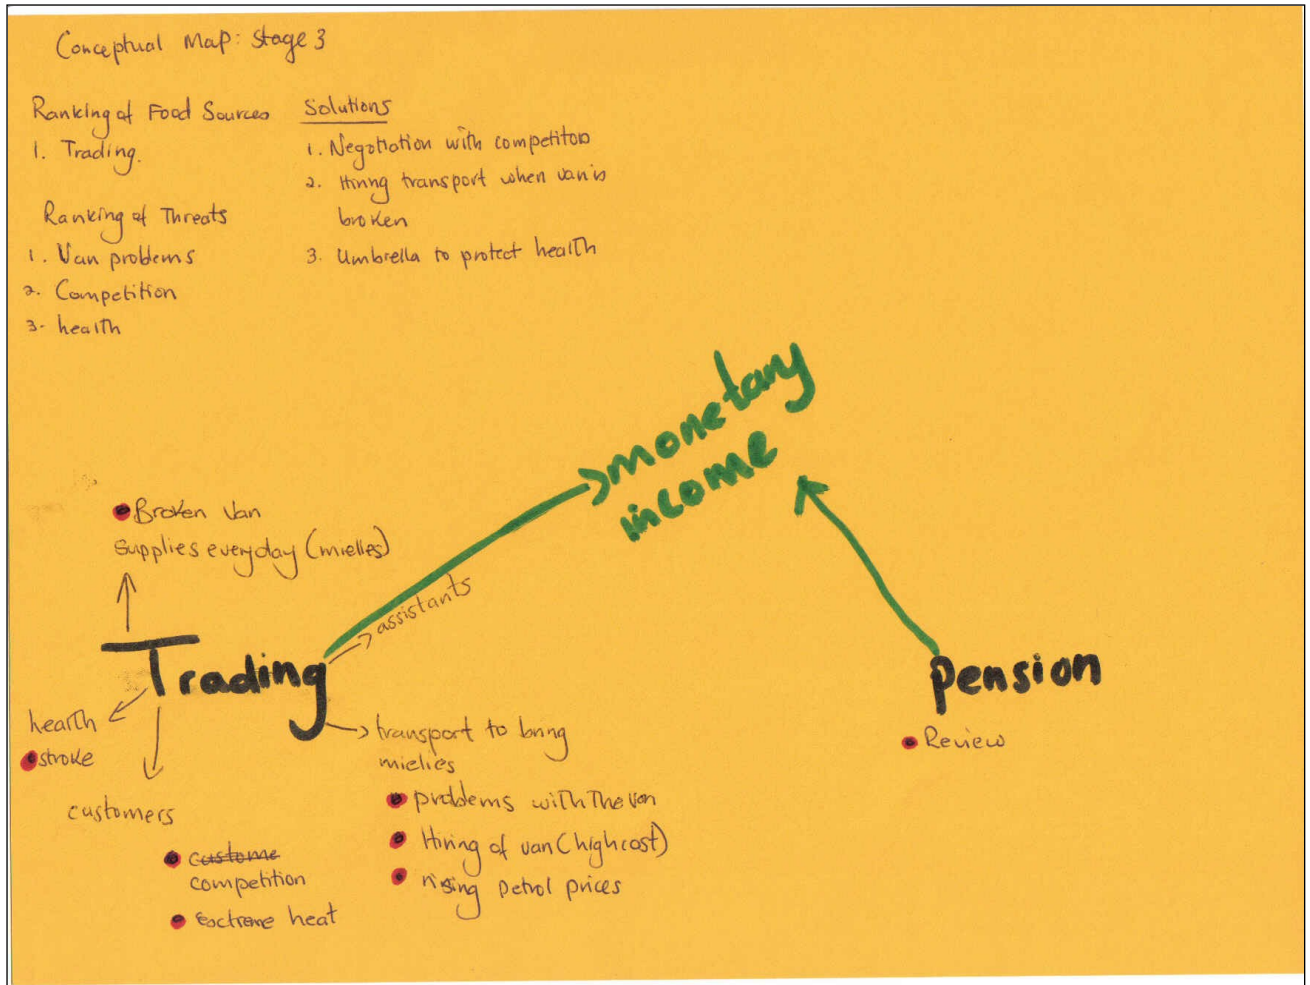 Conceptual Map: Stage 3
Ranking of Food Sources
1. Trading.
Ranking of Threats
1. Van problems
2. Competition
3. health
Solutions
1. Negotiation with competitors
2. Hiring transport when van is
broken
3. Umbrella to protect health
monetary
income
Broken Van
supplies everyday (mielies)
assistants
Trading
health
stroke
customers
custome
competition
exctreme heat
transport to bring
mielies
problems with the van
Hiring of van (high cost)
rising petrol prices
Pension
Review